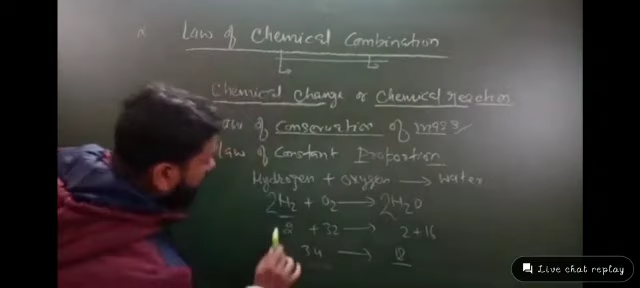 Law of Chemical Combination
Chemical Change or Chemical reaction
Law of Conservation of mass
Law of Constant Proportion
Hydrogen + oxygen → water
2H₂ + O₂ → 2H₂O
2 + 32 → 2+16
34 →
Live chat replay